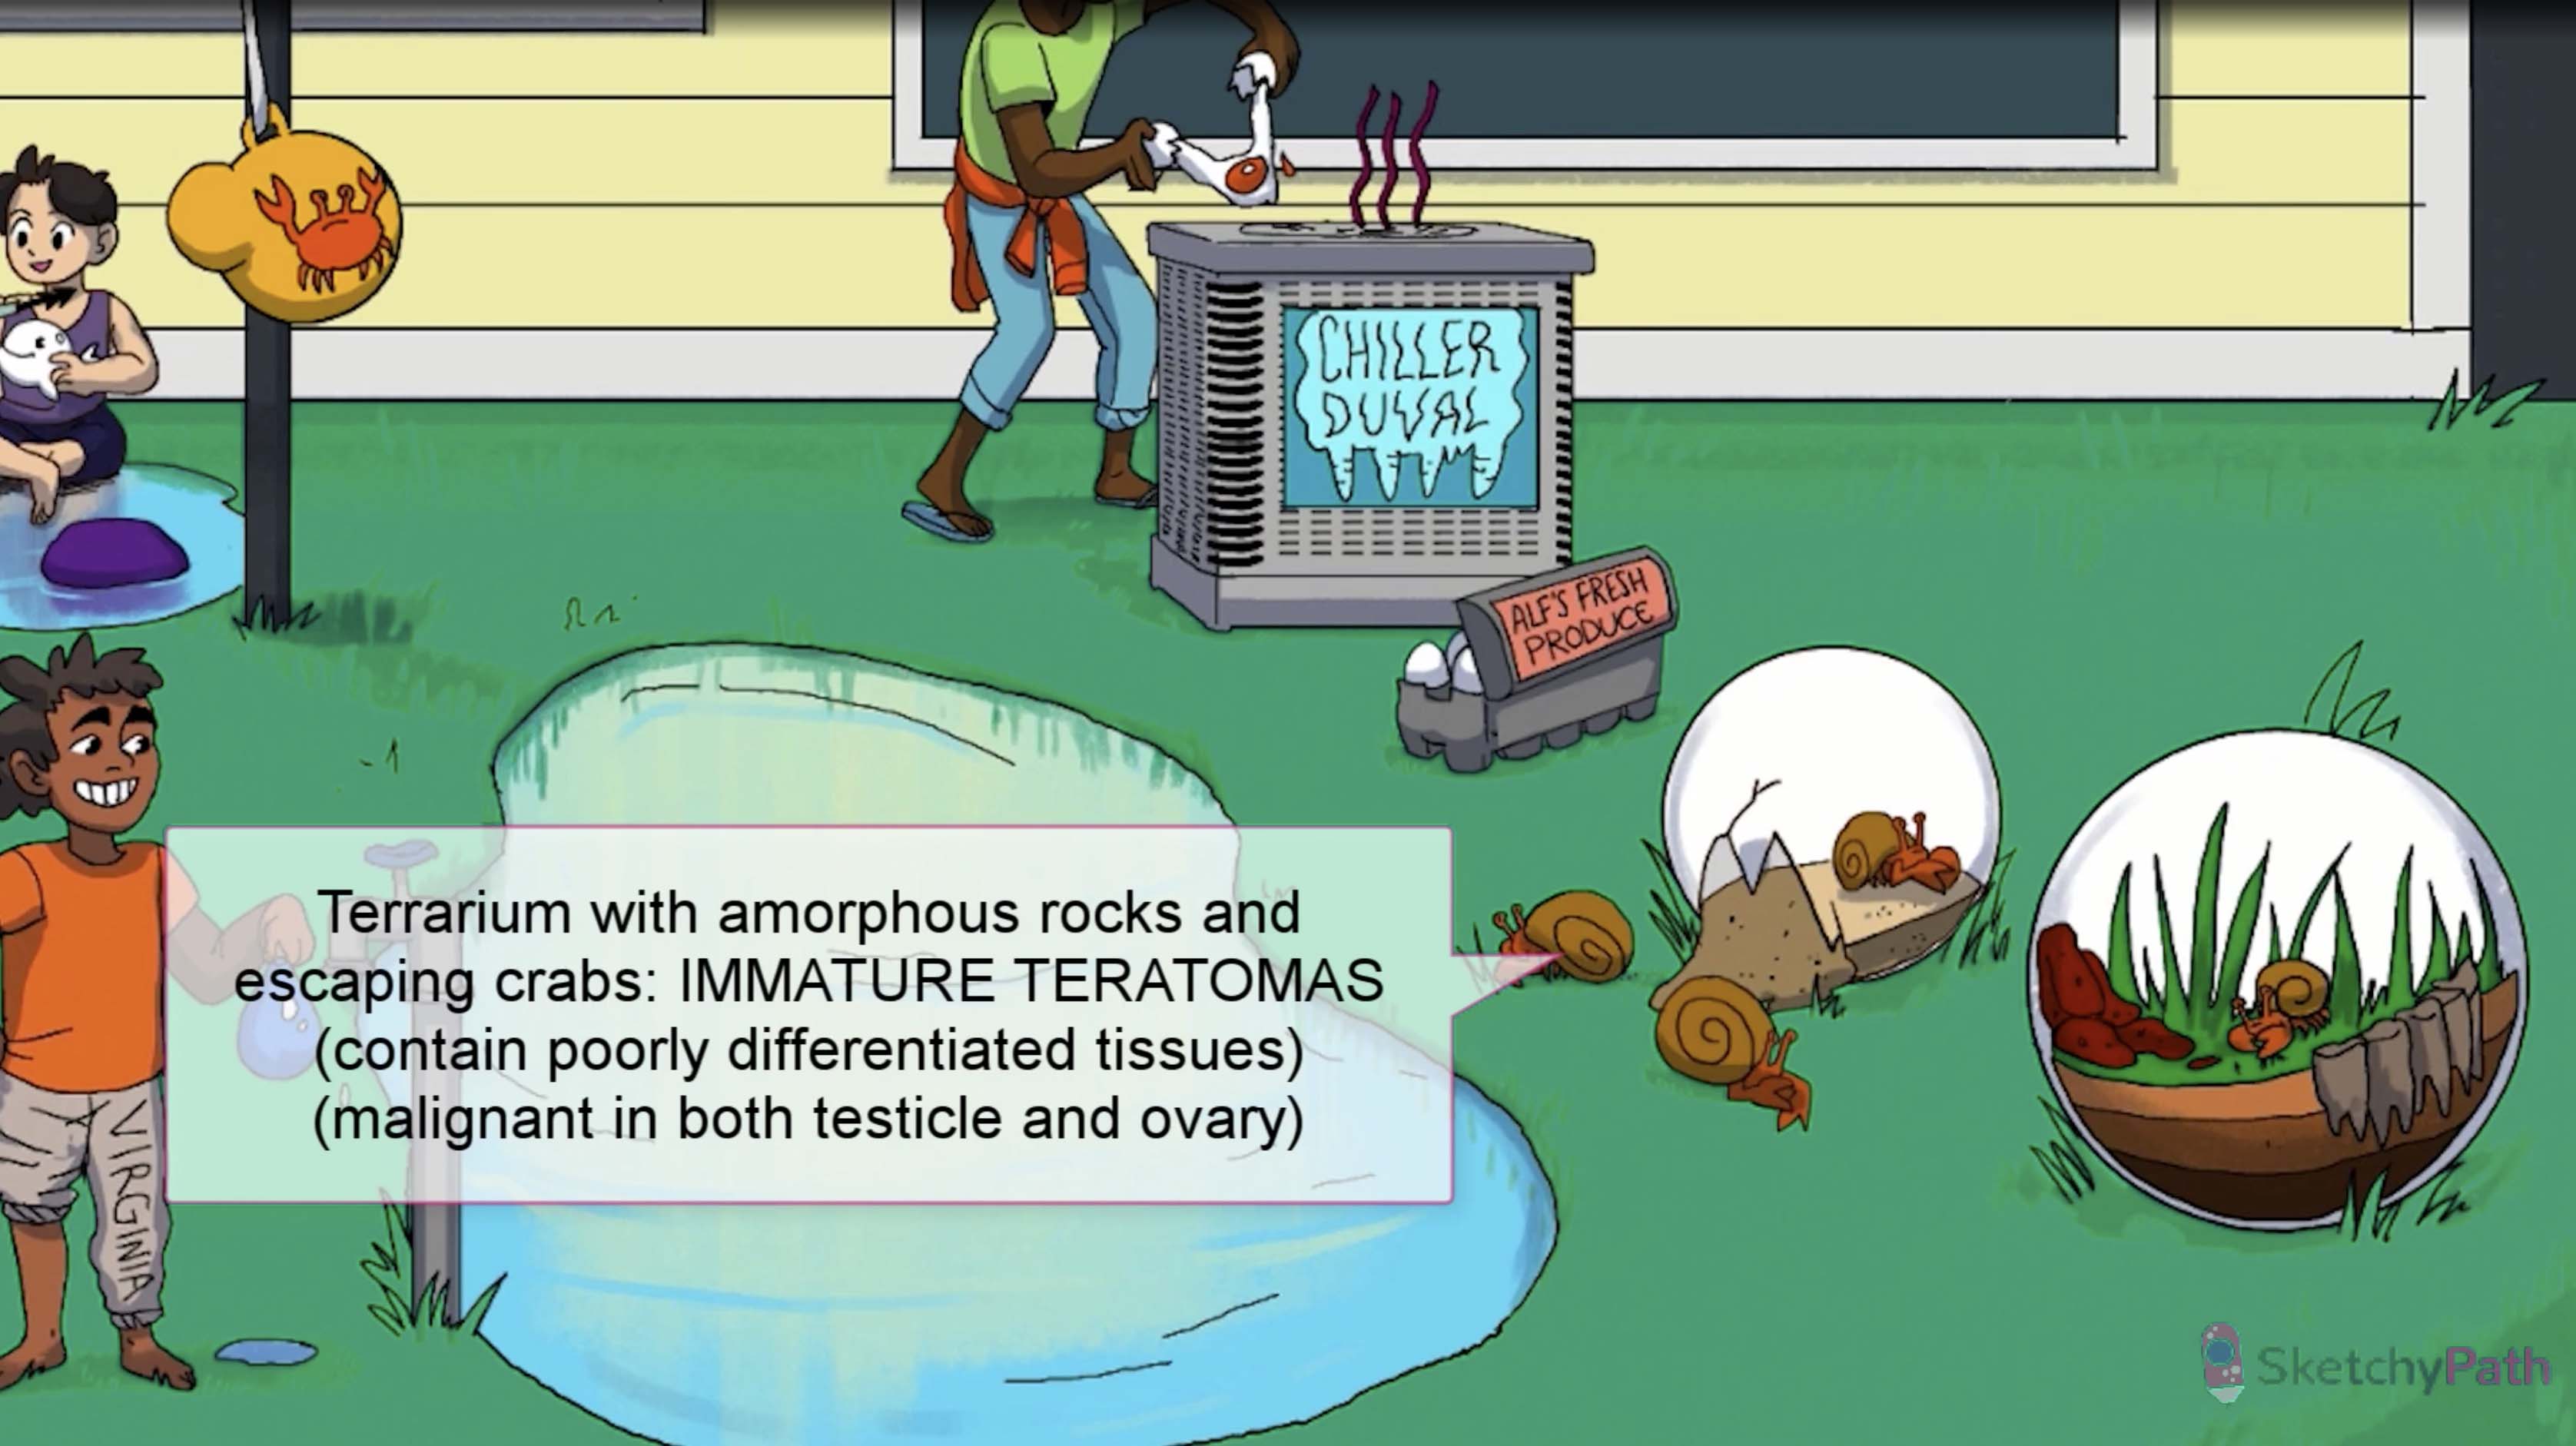 CHILLER
DUVAL
ALF'S FRESH
PRODUCE
Terrarium with amorphous rocks and
escaping crabs: IMMATURE TERATOMAS
(contain poorly differentiated tissues)
(malignant in both testicle and ovary)
VIRGINIA
SketchyPath